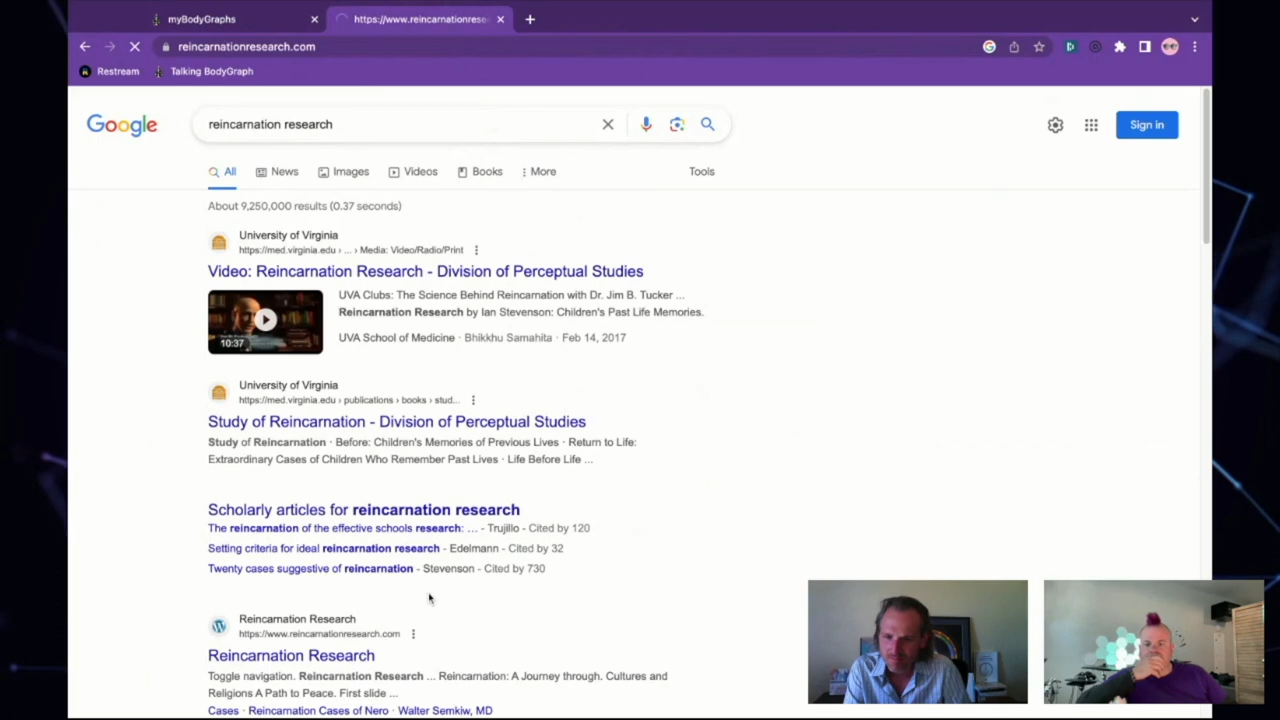 myBodyGraphs
https://www.reincarnationrese
reincarnationresearch.com
Restream
Talking BodyGraph
Google
reincarnation research
Sign in
All
News
Images
Videos
Books
More
Tools
About 9,250,000 results (0.37 seconds)
University of Virginia
https://med.virginia.edu › ... › Media: Video/Radio/Print
Video: Reincarnation Research - Division of Perceptual Studies
UVA Clubs: The Science Behind Reincarnation with Dr. Jim B. Tucker ...
Reincarnation Research by Ian Stevenson: Children's Past Life Memories.
10:37
UVA School of Medicine · Bhikkhu Samahita · Feb 14, 2017
University of Virginia
https://med.virginia.edu › publications › books › stud...
Study of Reincarnation - Division of Perceptual Studies
Study of Reincarnation · Before: Children's Memories of Previous Lives · Return to Life:
Extraordinary Cases of Children Who Remember Past Lives · Life Before Life ...
Scholarly articles for reincarnation research
The reincarnation of the effective schools research: ... - Trujillo - Cited by 120
Setting criteria for ideal reincarnation research - Edelmann - Cited by 32
Twenty cases suggestive of reincarnation - Stevenson - Cited by 730
Reincarnation Research
https://www.reincarnationresearch.com
Reincarnation Research
Toggle navigation. Reincarnation Research ... Reincarnation: A Journey through. Cultures and
Religions A Path to Peace. First slide ...
Cases · Reincarnation Cases of Nero · Walter Semkiw, MD